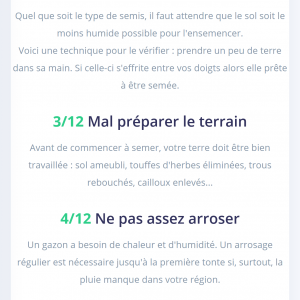 Quel que soit le type de semis, il faut attendre que le sol soit le
moins humide possible pour l'ensemencer.
Voici une technique pour le vérifier : prendre un peu de terre
dans sa main. Si celle-ci s'effrite entre vos doigts alors elle prête
à être semée.
3/12 Mal préparer le terrain
Avant de commencer à semer, votre terre doit être bien
travaillée : sol ameubli, touffes d'herbes éliminées, trous
rebouchés, cailloux enlevés...
4/12 Ne pas assez arroser
Un gazon a besoin de chaleur et d'humidité. Un arrosage
régulier est nécessaire jusqu'à la première tonte si, surtout, la
pluie manque dans votre région.